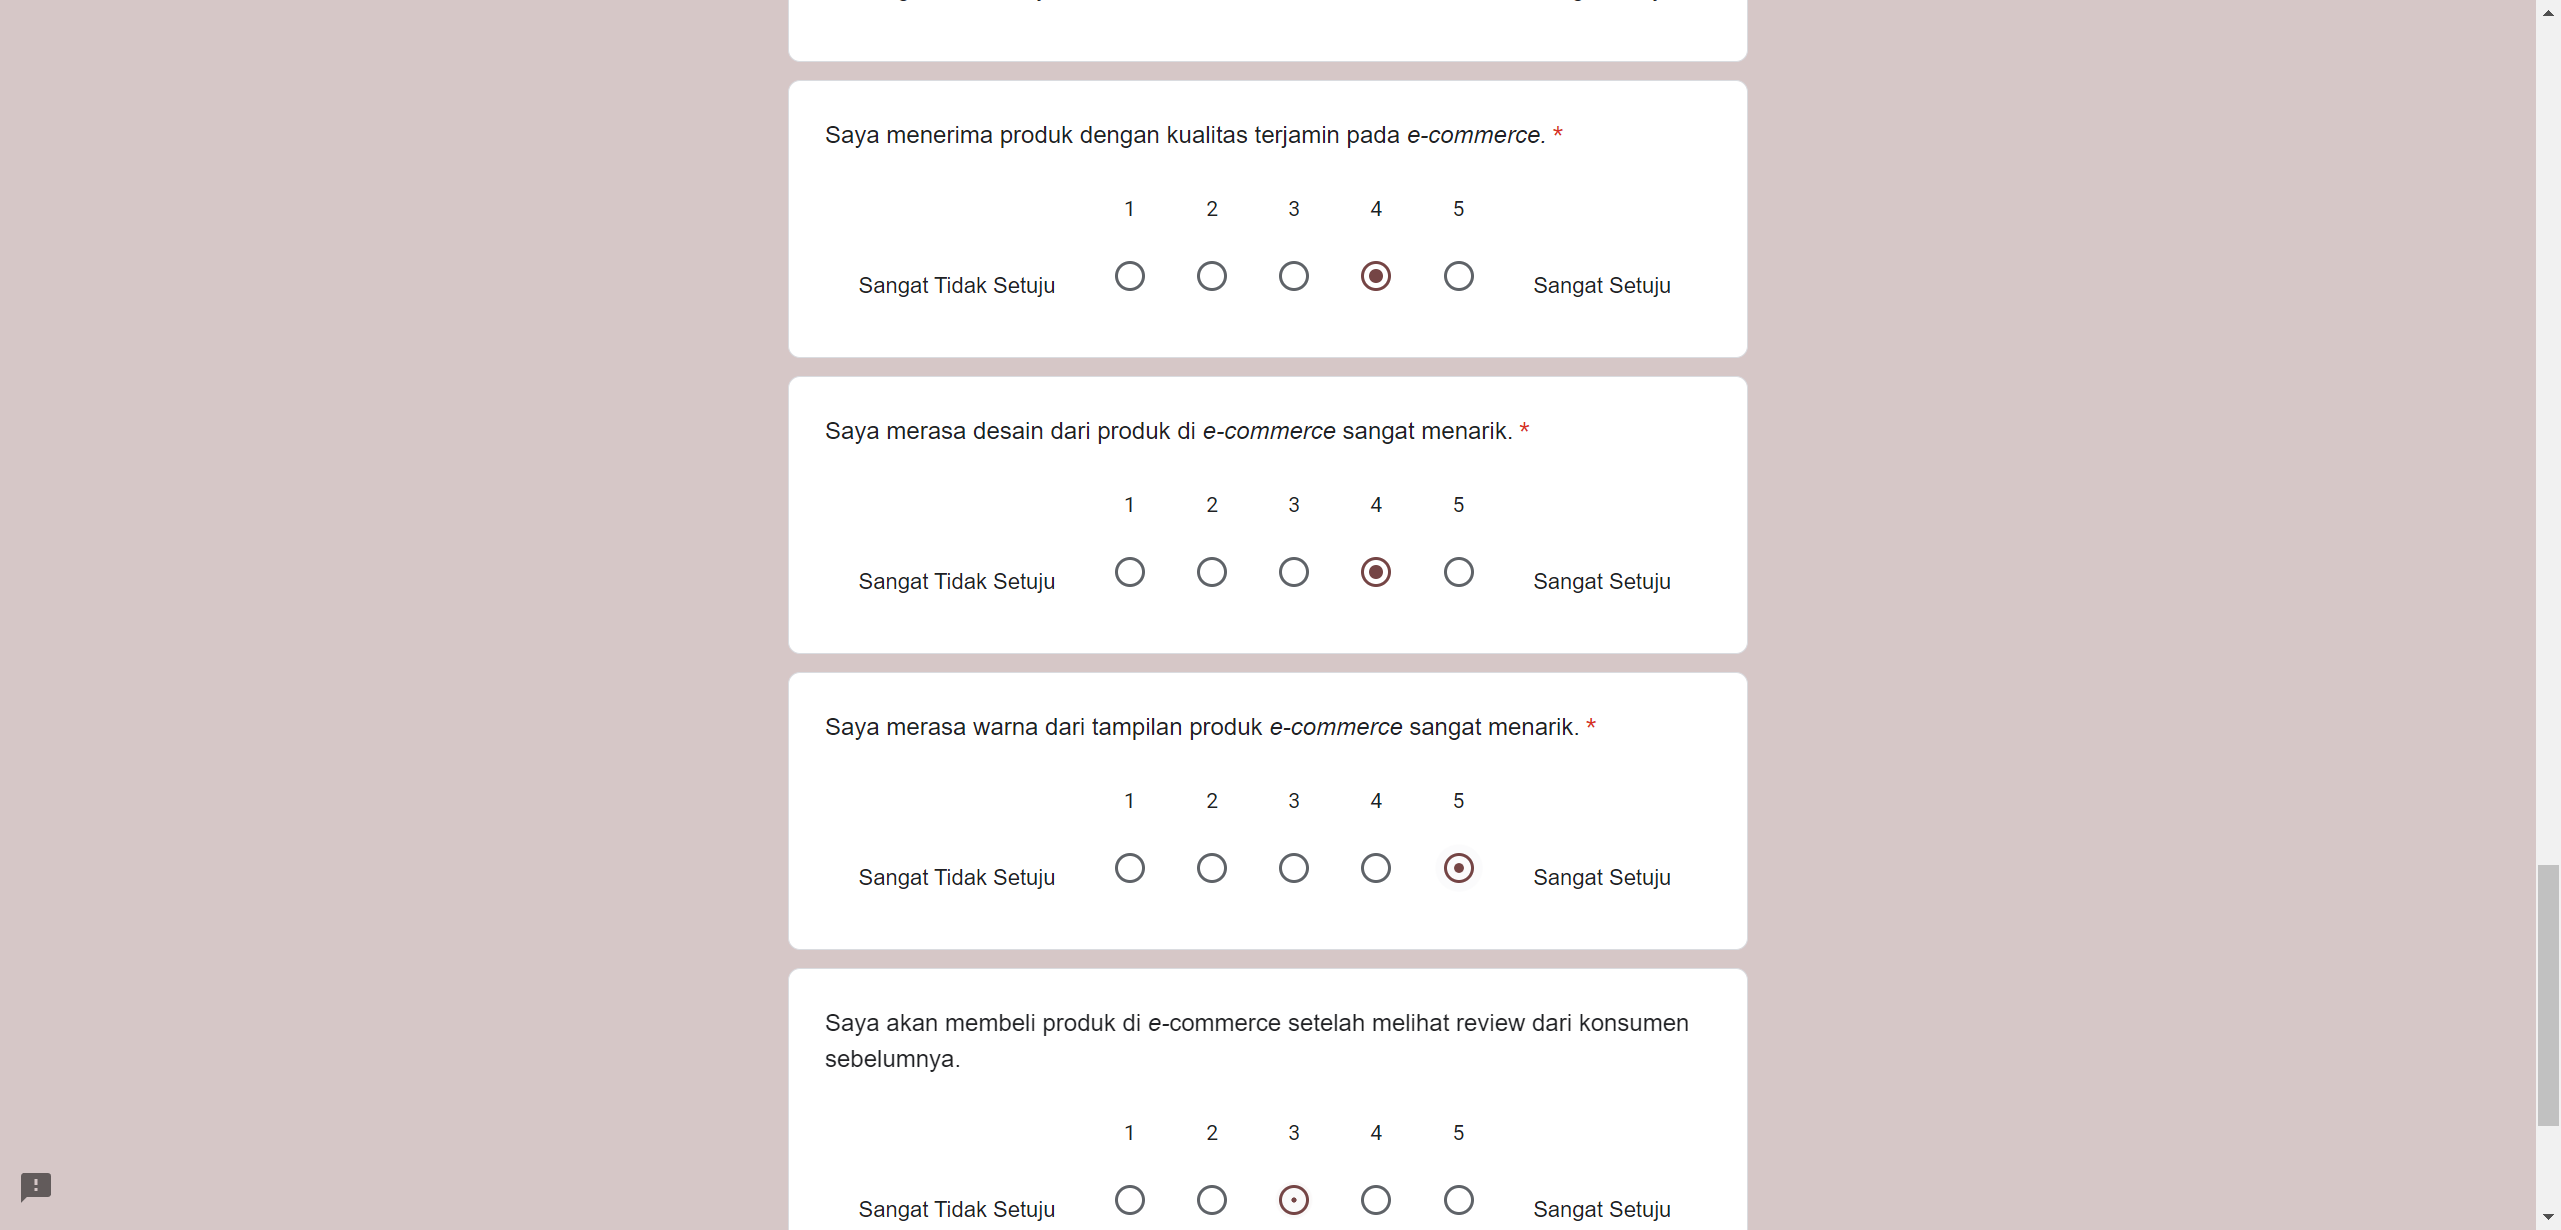 Saya menerima produk dengan kualitas terjamin pada e-commerce. *
1 2 3 4 5
Sangat Tidak Setuju Sangat Setuju
Saya merasa desain dari produk di e-commerce sangat menarik. *
1 2 3 4 5
Sangat Tidak Setuju Sangat Setuju
Saya merasa warna dari tampilan produk e-commerce sangat menarik. *
1 2 3 4 5
Sangat Tidak Setuju Sangat Setuju
Saya akan membeli produk di e-commerce setelah melihat review dari konsumen
sebelumnya.
1 2 3 4 5
Sangat Tidak Setuju Sangat Setuju